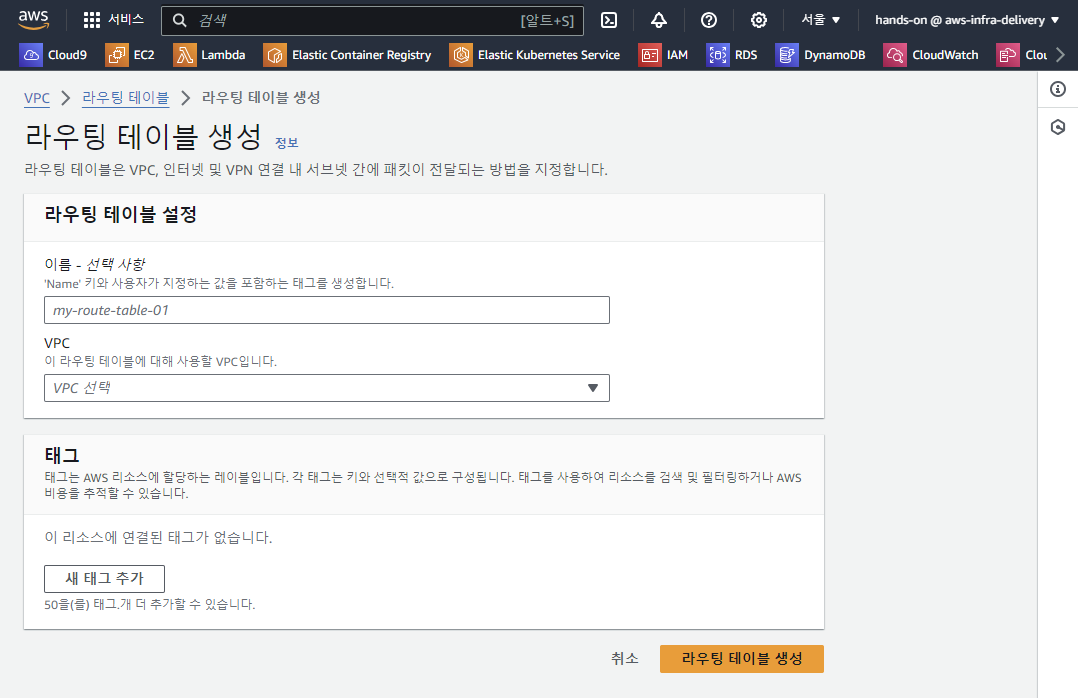 aws 서비스 검색 [알트+S] 서울 hands-on @ aws-infra-delivery
Cloud9 EC2 Lambda Elastic Container Registry Elastic Kubernetes Service IAM RDS DynamoDB CloudWatch Clou
VPC 라우팅 테이블 라우팅 테이블 생성
라우팅 테이블 생성 정보
라우팅 테이블은 VPC, 인터넷 및 VPN 연결 내 서브넷 간에 패킷이 전달되는 방법을 지정합니다.
라우팅 테이블 설정
이름 - 선택 사항
'Name' 키와 사용자가 지정하는 값을 포함하는 태그를 생성합니다.
my-route-table-01
VPC
이 라우팅 테이블에 대해 사용할 VPC입니다.
VPC 선택
태그
태그는 AWS 리소스에 할당하는 레이블입니다. 각 태그는 키와 선택적 값으로 구성됩니다. 태그를 사용하여 리소스를 검색 및 필터링하거나 AWS
비용을 추적할 수 있습니다.
이 리소스에 연결된 태그가 없습니다.
새 태그 추가
50을(를) 태그.개 더 추가할 수 있습니다.
취소 라우팅 테이블 생성